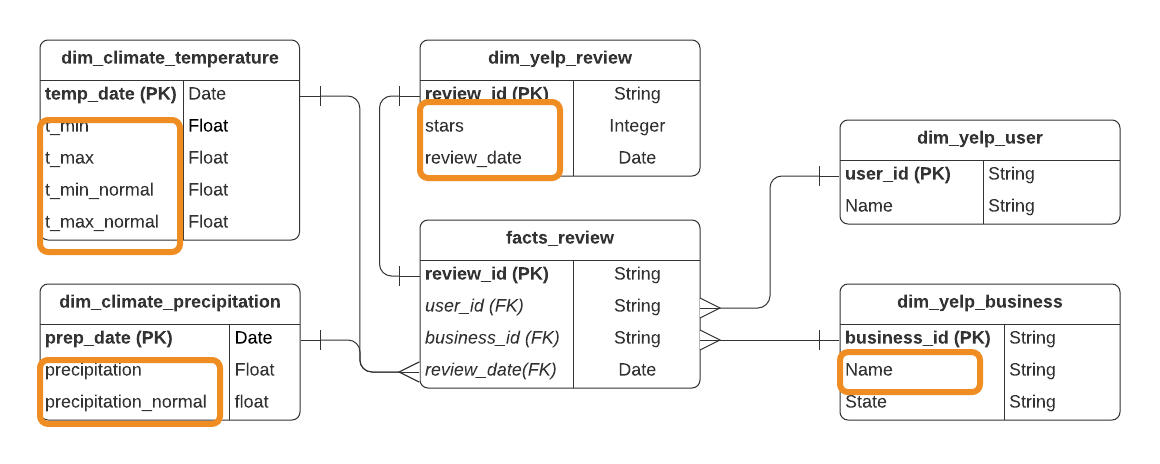 dim_climate_temperature
temp_date (PK) Date
t_min Float
t_max Float
t_min_normal Float
t_max_normal Float
dim_climate_precipitation
prep_date (PK) Date
precipitation Float
precipitation_normal float
dim_yelp_review
review_id (PK) String
stars Integer
review_date Date
facts_review
review_id (PK) String
user_id (FK) String
business_id (FK) String
review_date(FK) Date
dim_yelp_user
user_id (PK) String
Name String
dim_yelp_business
business_id (PK) String
Name String
State String